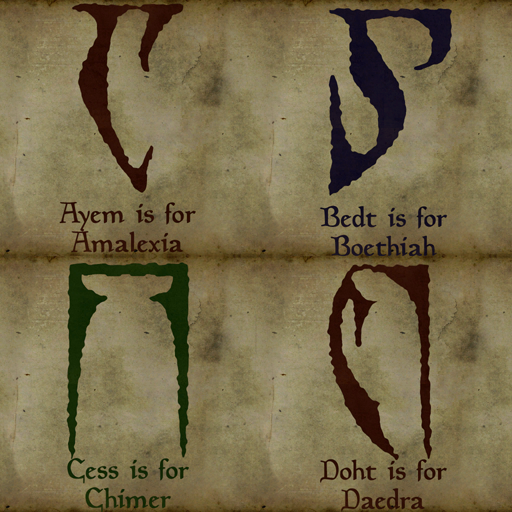 Ayem is for
Amalexia
Bedt is for
Boethiah
Cess is for
Chimer
Doht is for
Daedra